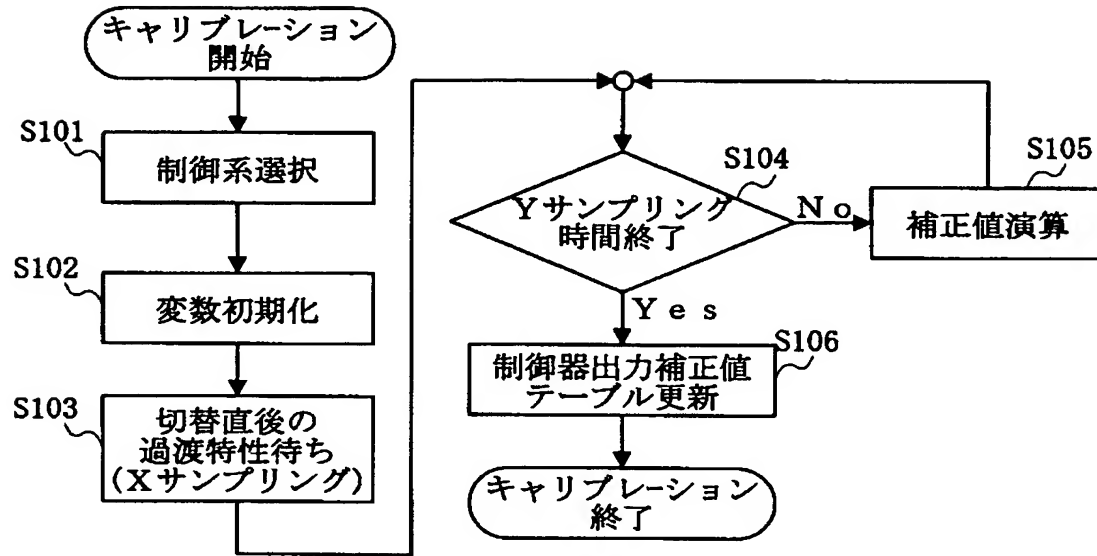 キャリブレーション
開始
S101
制御系選択
S102
変数初期化
S103
切替直後の
過渡特性待ち
(Xサンプリング)
S104
Yサンプリング
時間終了
No
S105
補正値演算
Yes
S106
制御器出力補正値
テーブル更新
キャリブレーション
終了